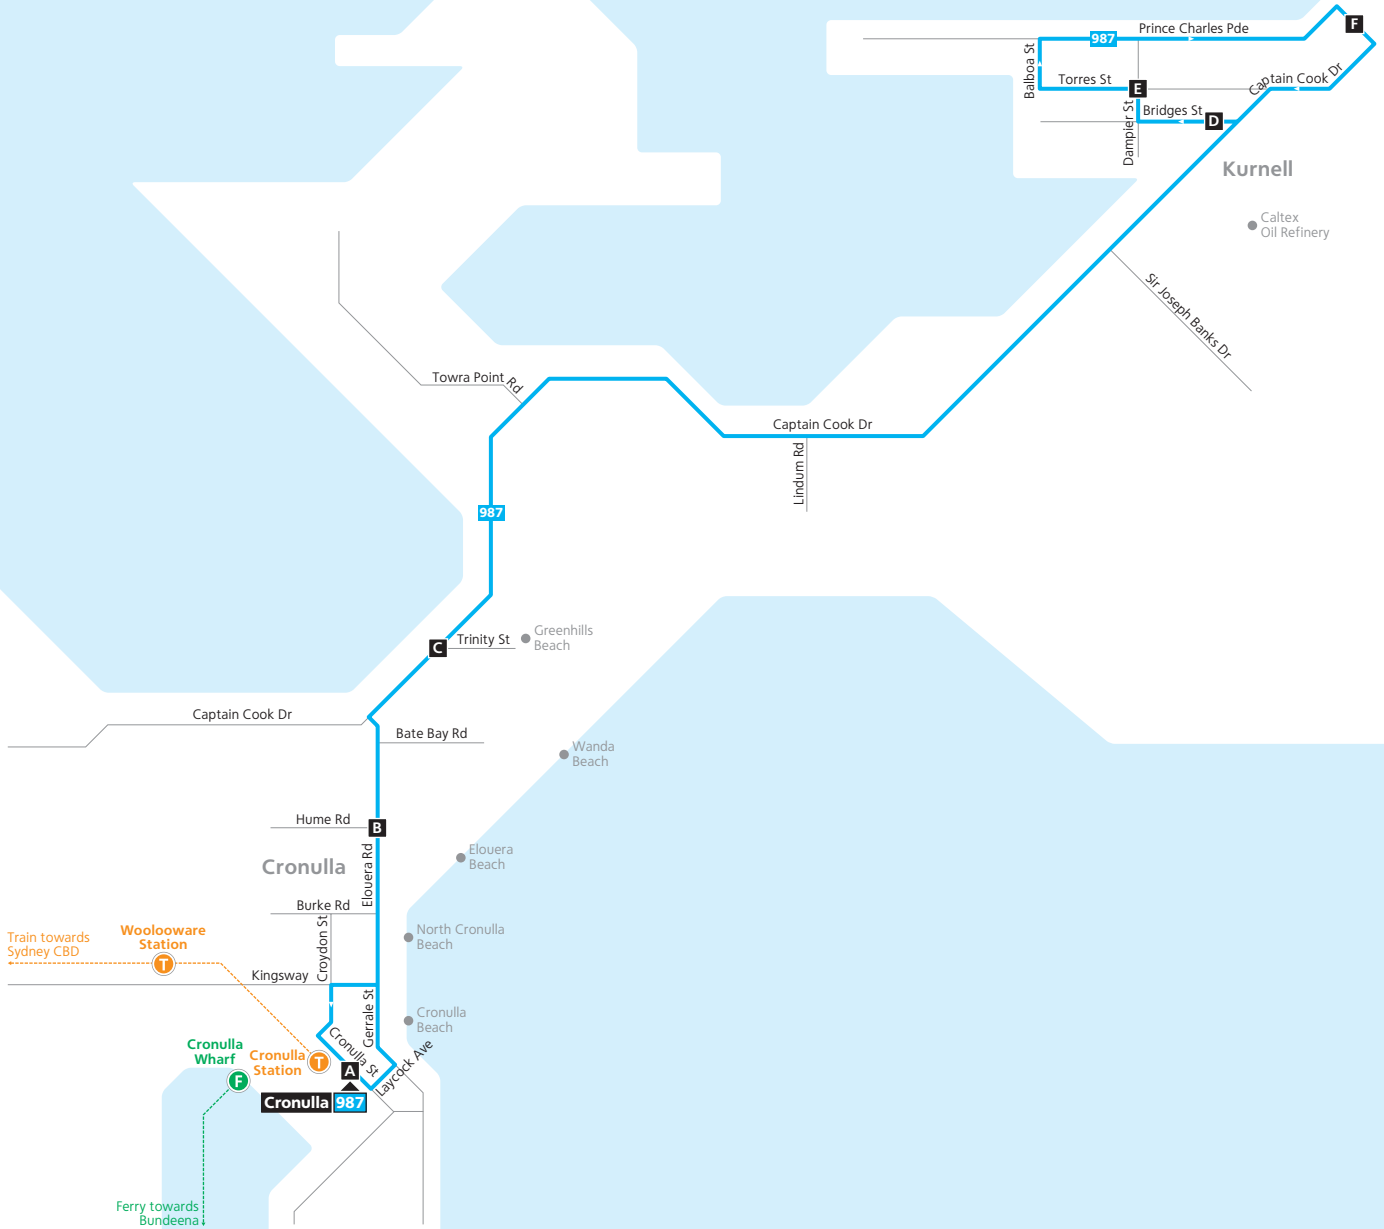 Prince Charles Pde
F
987
Balboa St
Captain Cook Dr
Torres St
E
Bridges St
D
Dampier St
Kurnell
Caltex
Oil Refinery
Sir Joseph Banks Dr
Towra Point Rd
Captain Cook Dr
Lindum Rd
987
Greenhills
Beach
Trinity St
C
Captain Cook Dr
Bate Bay Rd
Wanda
Beach
Hume Rd
B
Elouera
Beach
Cronulla
Elouera Rd
Burke Rd
Croydon St
North Cronulla
Beach
Woolooware
Station
T
Train towards
Sydney CBD
Kingsway
Gerrale St
Cronulla
Beach
Cronulla St
Laycock Ave
Cronulla
Wharf
F
Cronulla
Station
T
A
Cronulla 987
Ferry towards
Bundeena